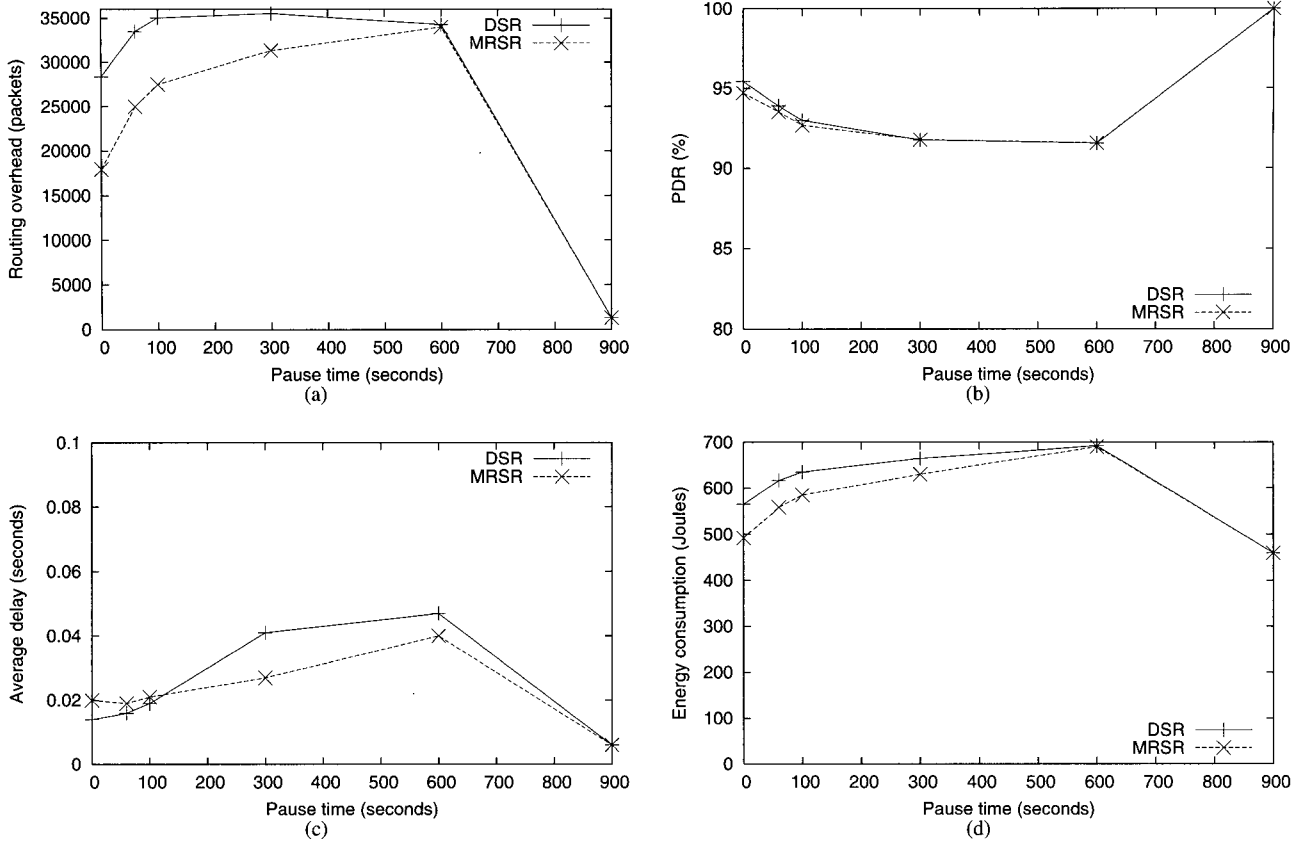 35000
30000
25000
20000
15000
10000
5000
0
Routing overhead (packets)
DSR
MRSR
0 100 200 300 400 500 600 700 800 900
Pause time (seconds)
(a)
100
95
90
85
80
PDR (%)
DSR
MRSR
0 100 200 300 400 500 600 700 800 900
Pause time (seconds)
(b)
0.1
0.08
0.06
0.04
0.02
0
Average delay (seconds)
DSR
MRSR
0 100 200 300 400 500 600 700 800 900
Pause time (seconds)
(c)
700
600
500
400
300
200
100
0
Energy consumption (Joules)
DSR
MRSR
0 100 200 300 400 500 600 700 800 900
Pause time (seconds)
(d)